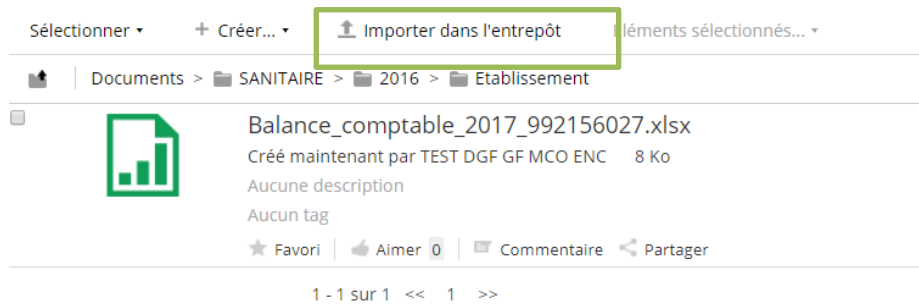 Sélectionner ▾ + Créer... ▾ Importer dans l'entrepôt Eléments sélectionnés... ▾
Documents > SANITAIRE > 2016 > Etablissement
Balance_comptable_2017_992156027.xlsx
Créé maintenant par TEST DGF GF MCO ENC 8 Ko
Aucune description
Aucun tag
Favori Aimer 0 Commentaire Partager
1 - 1 sur 1 << 1 >>